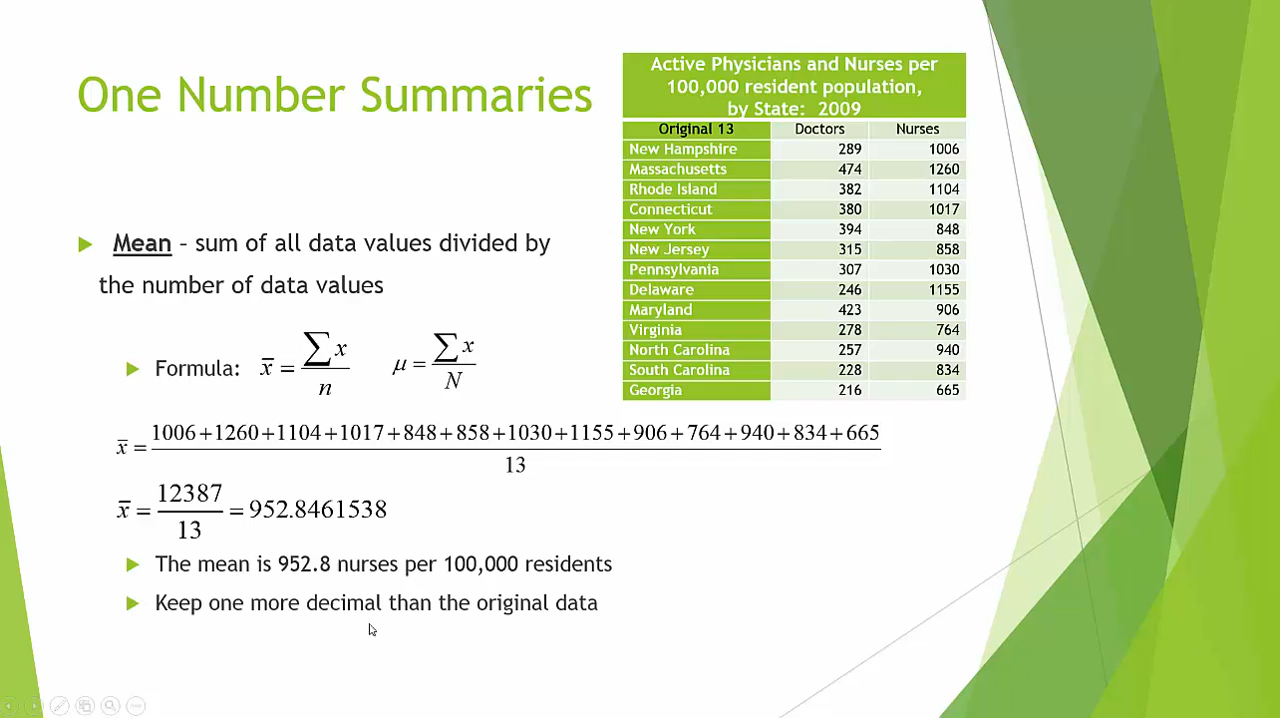 One Number Summaries
Active Physicians and Nurses per
100,000 resident population,
by State: 2009
Original 13 Doctors Nurses
New Hampshire 289 1006
Massachusetts 474 1260
Rhode Island 382 1104
Connecticut 380 1017
New York 394 848
New Jersey 315 858
Pennsylvania 307 1030
Delaware 246 1155
Maryland 423 906
Virginia 278 764
North Carolina 257 940
South Carolina 228 834
Georgia 216 665
Mean – sum of all data values divided by
the number of data values
Formula: x̄ = ∑x / n μ = ∑x / N
x̄ = 1006+1260+1104+1017+848+858+1030+1155+906+764+940+834+665 / 13
x̄ = 12387 / 13 = 952.8461538
The mean is 952.8 nurses per 100,000 residents
Keep one more decimal than the original data